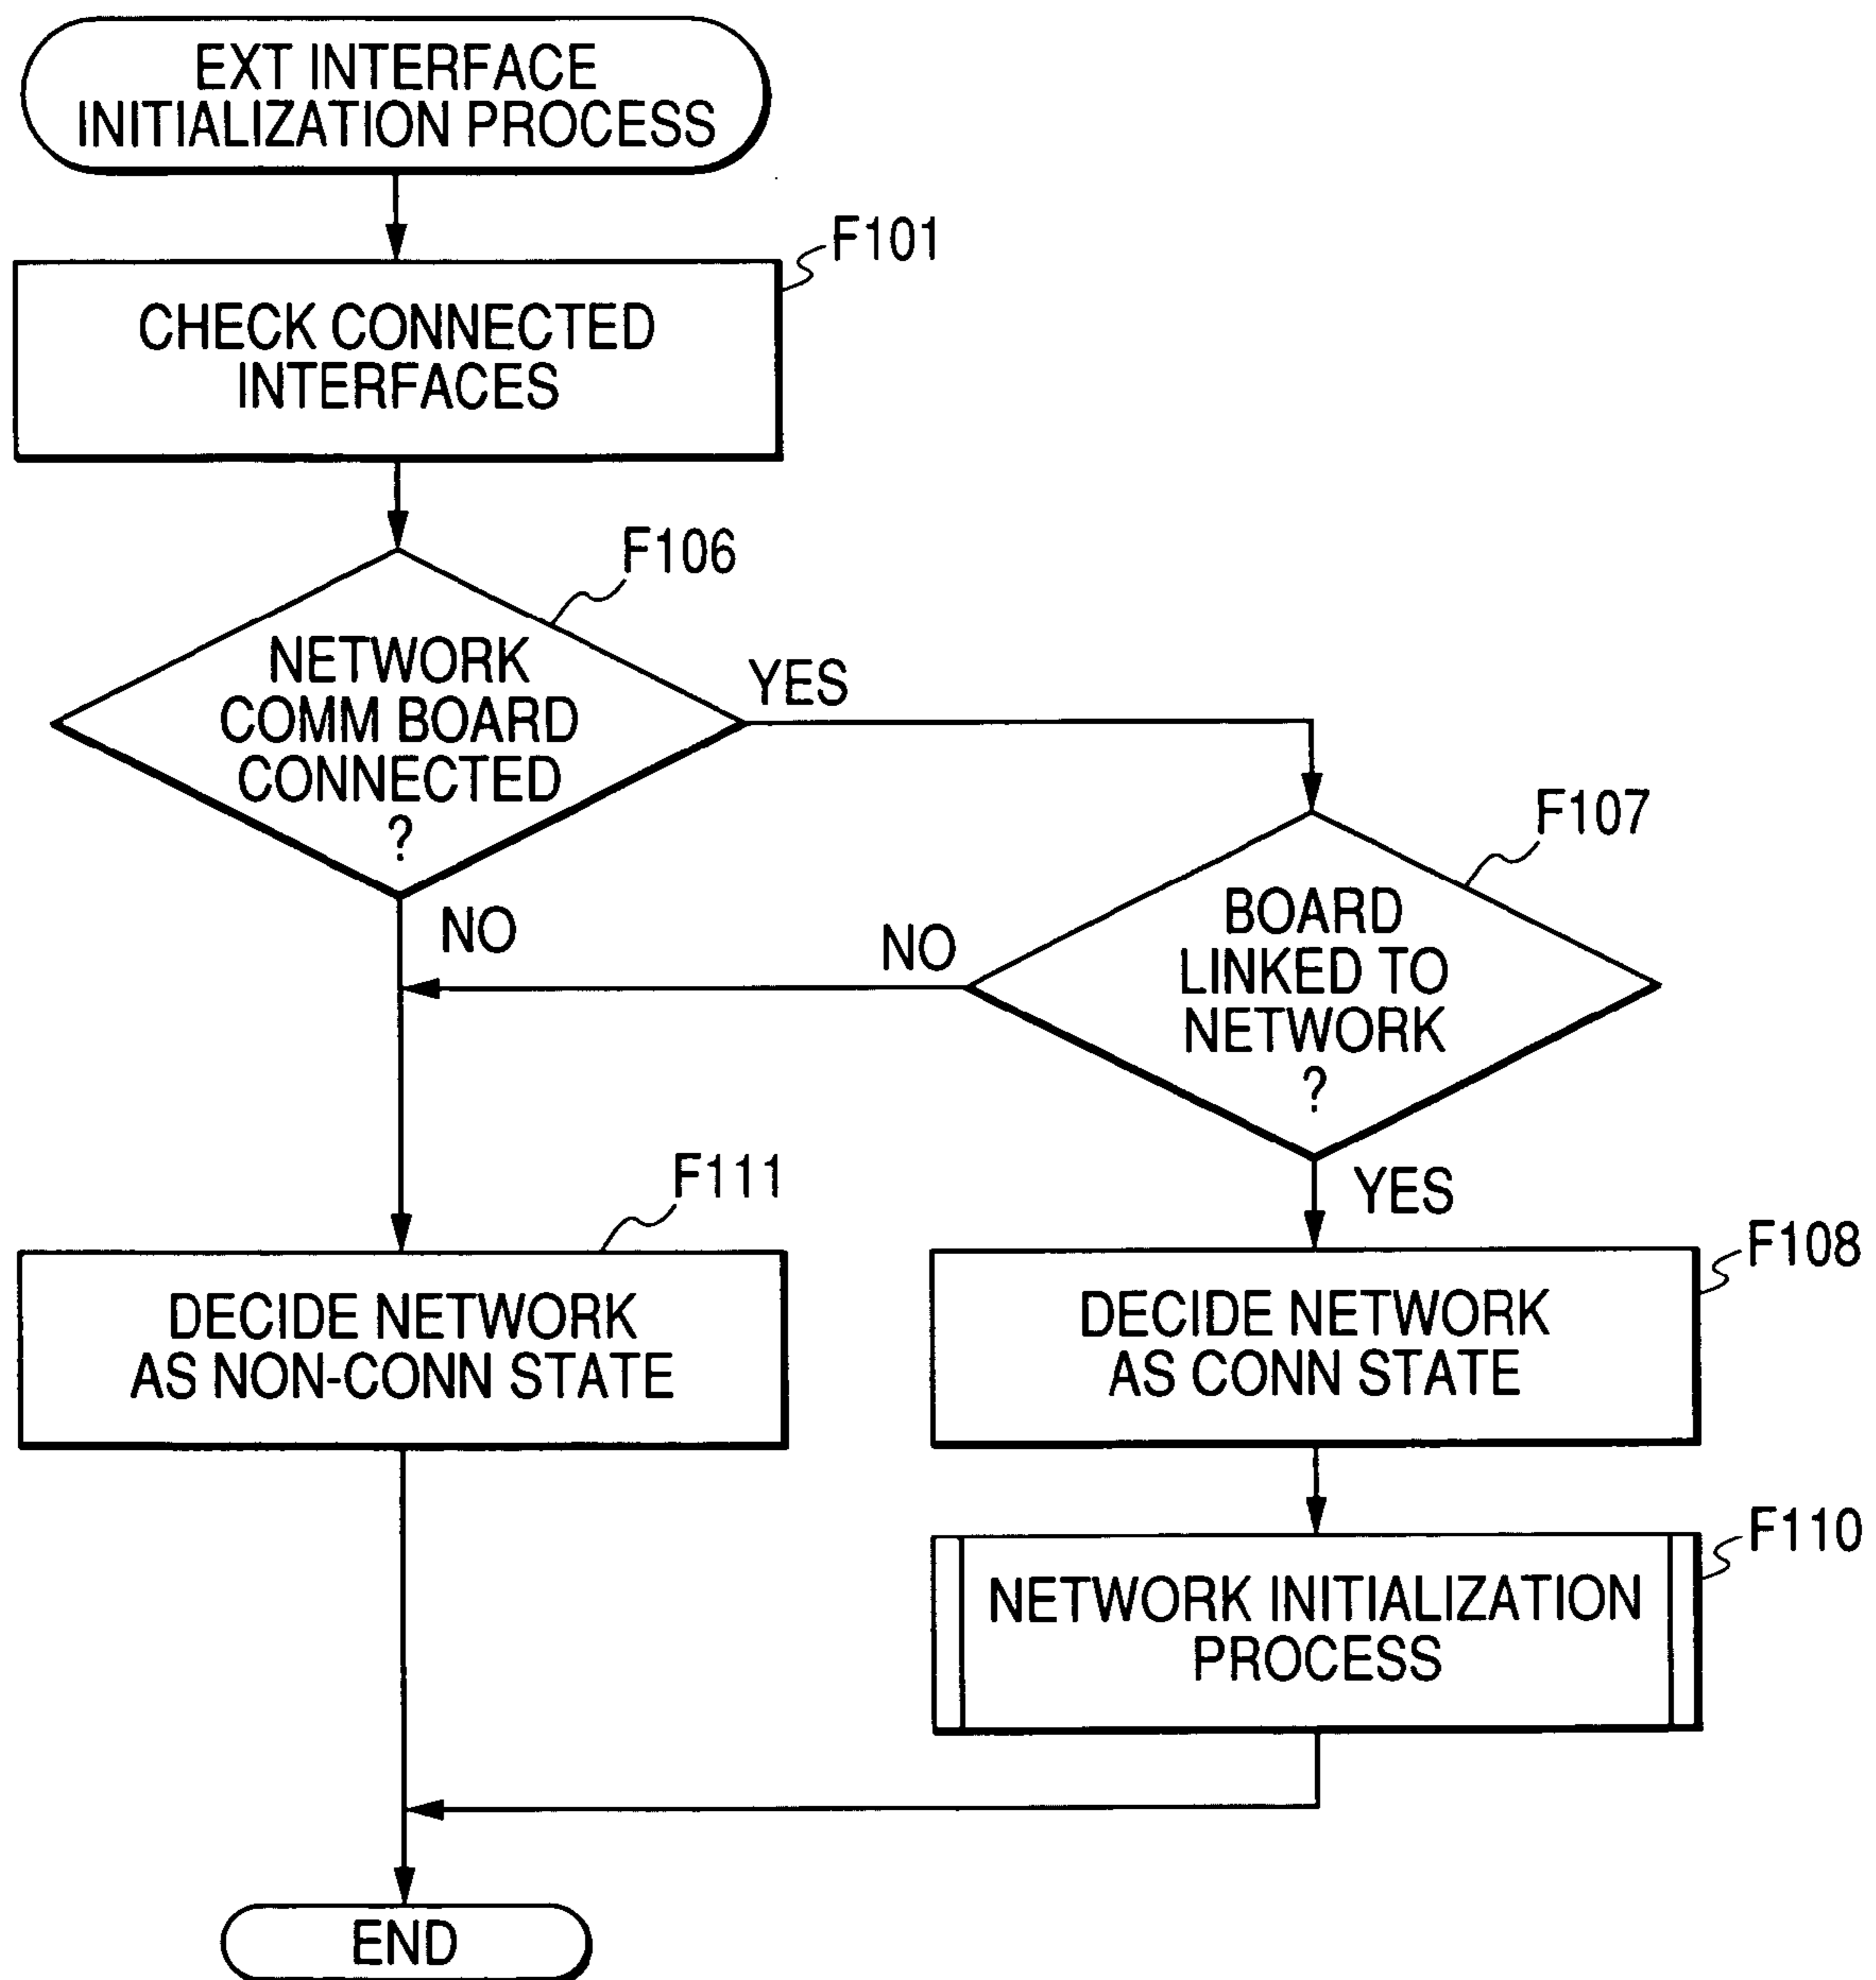 EXT INTERFACE
INITIALIZATION PROCESS
F101
CHECK CONNECTED
INTERFACES
F106
NETWORK
COMM BOARD
CONNECTED
?
YES
NO
F107
BOARD
LINKED TO
NETWORK
?
NO
YES
F111
DECIDE NETWORK
AS NON-CONN STATE
F108
DECIDE NETWORK
AS CONN STATE
F110
NETWORK INITIALIZATION
PROCESS
END